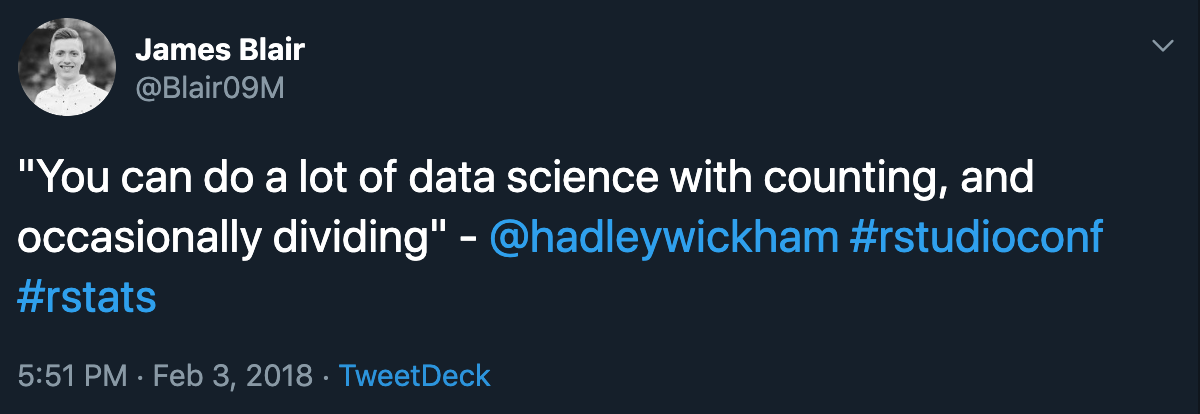 James Blair
@Blair09M
"You can do a lot of data science with counting, and
occasionally dividing" - @hadleywickham #rstudioconf
#rstats
5:51 PM · Feb 3, 2018 · TweetDeck